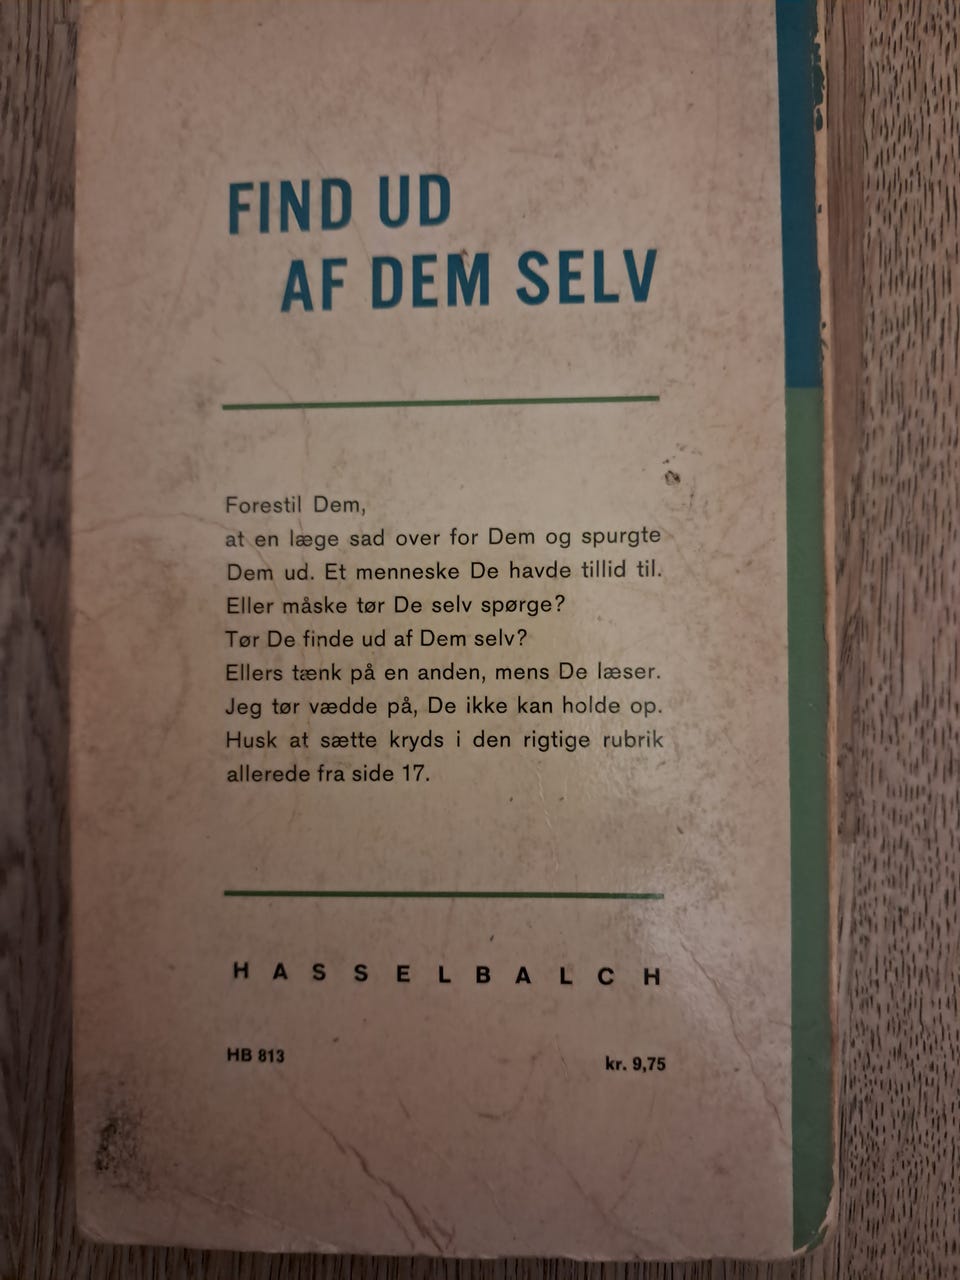 FIND UD
AF DEM SELV
Forestil Dem,
at en læge sad over for Dem og spurgte
Dem ud. Et menneske De havde tillid til.
Eller måske tør De selv spørge?
Tør De finde ud af Dem selv?
Ellers tænk på en anden, mens De læser.
Jeg tør vædde på, De ikke kan holde op.
Husk at sætte kryds i den rigtige rubrik
allerede fra side 17.
HASSELBALCH
HB 813
kr. 9,75